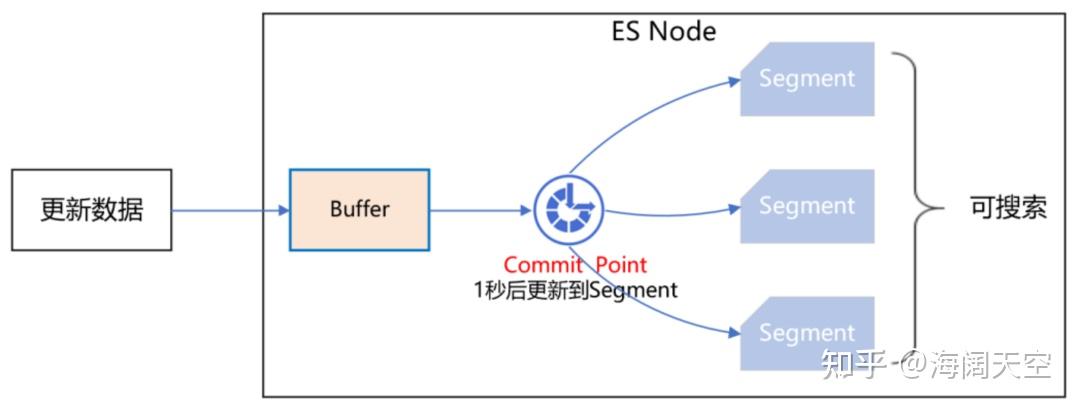 ES Node
Segment
更新数据
Buffer
Segment
可搜索
Commit Point
1秒后更新到Segment
Segment
知乎 @海阔天空